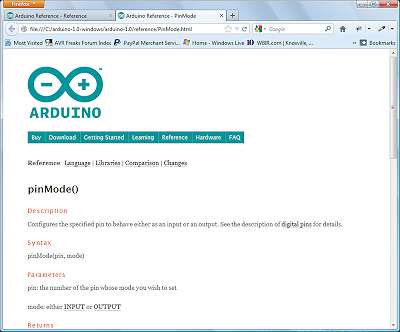 Firefox
Arduino Reference - Reference
Arduino Reference - PinMode
file:///C:/arduino-1.0-windows/arduino-1.0/reference/PinMode.html
Google
Most Visited
AVR Freaks Forum Index
PayPal Merchant Servi...
Home - Windows Live
WBIR.com | Knoxville, ...
Bookmarks
ARDUINO
Buy | Download | Getting Started | Learning | Reference | Hardware | FAQ
Reference Language | Libraries | Comparison | Changes
pinMode()
Description
Configures the specified pin to behave either as an input or an output. See the description of digital pins for details.
Syntax
pinMode(pin, mode)
Parameters
pin: the number of the pin whose mode you wish to set
mode: either INPUT or OUTPUT
Returns